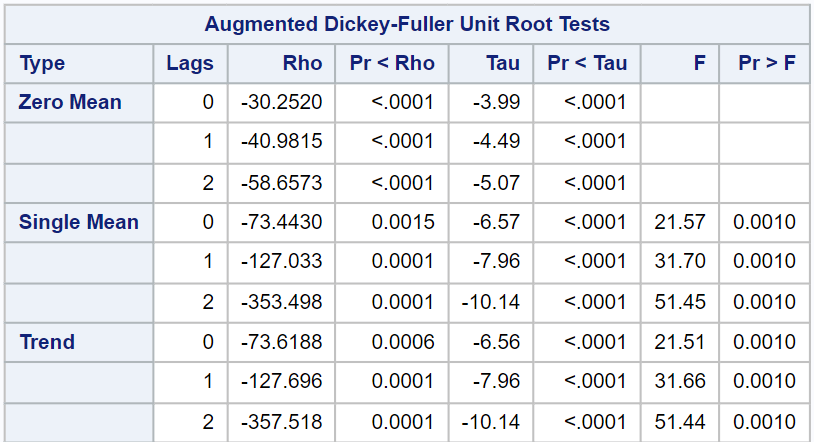 Augmented Dickey-Fuller Unit Root Tests
Type Lags Rho Pr < Rho Tau Pr < Tau F Pr > F
Zero Mean 0 -30.2520 <.0001 -3.99 <.0001
1 -40.9815 <.0001 -4.49 <.0001
2 -58.6573 <.0001 -5.07 <.0001
Single Mean 0 -73.4430 0.0015 -6.57 <.0001 21.57 0.0010
1 -127.033 0.0001 -7.96 <.0001 31.70 0.0010
2 -353.498 0.0001 -10.14 <.0001 51.45 0.0010
Trend 0 -73.6188 0.0006 -6.56 <.0001 21.51 0.0010
1 -127.696 0.0001 -7.96 <.0001 31.66 0.0010
2 -357.518 0.0001 -10.14 <.0001 51.44 0.0010